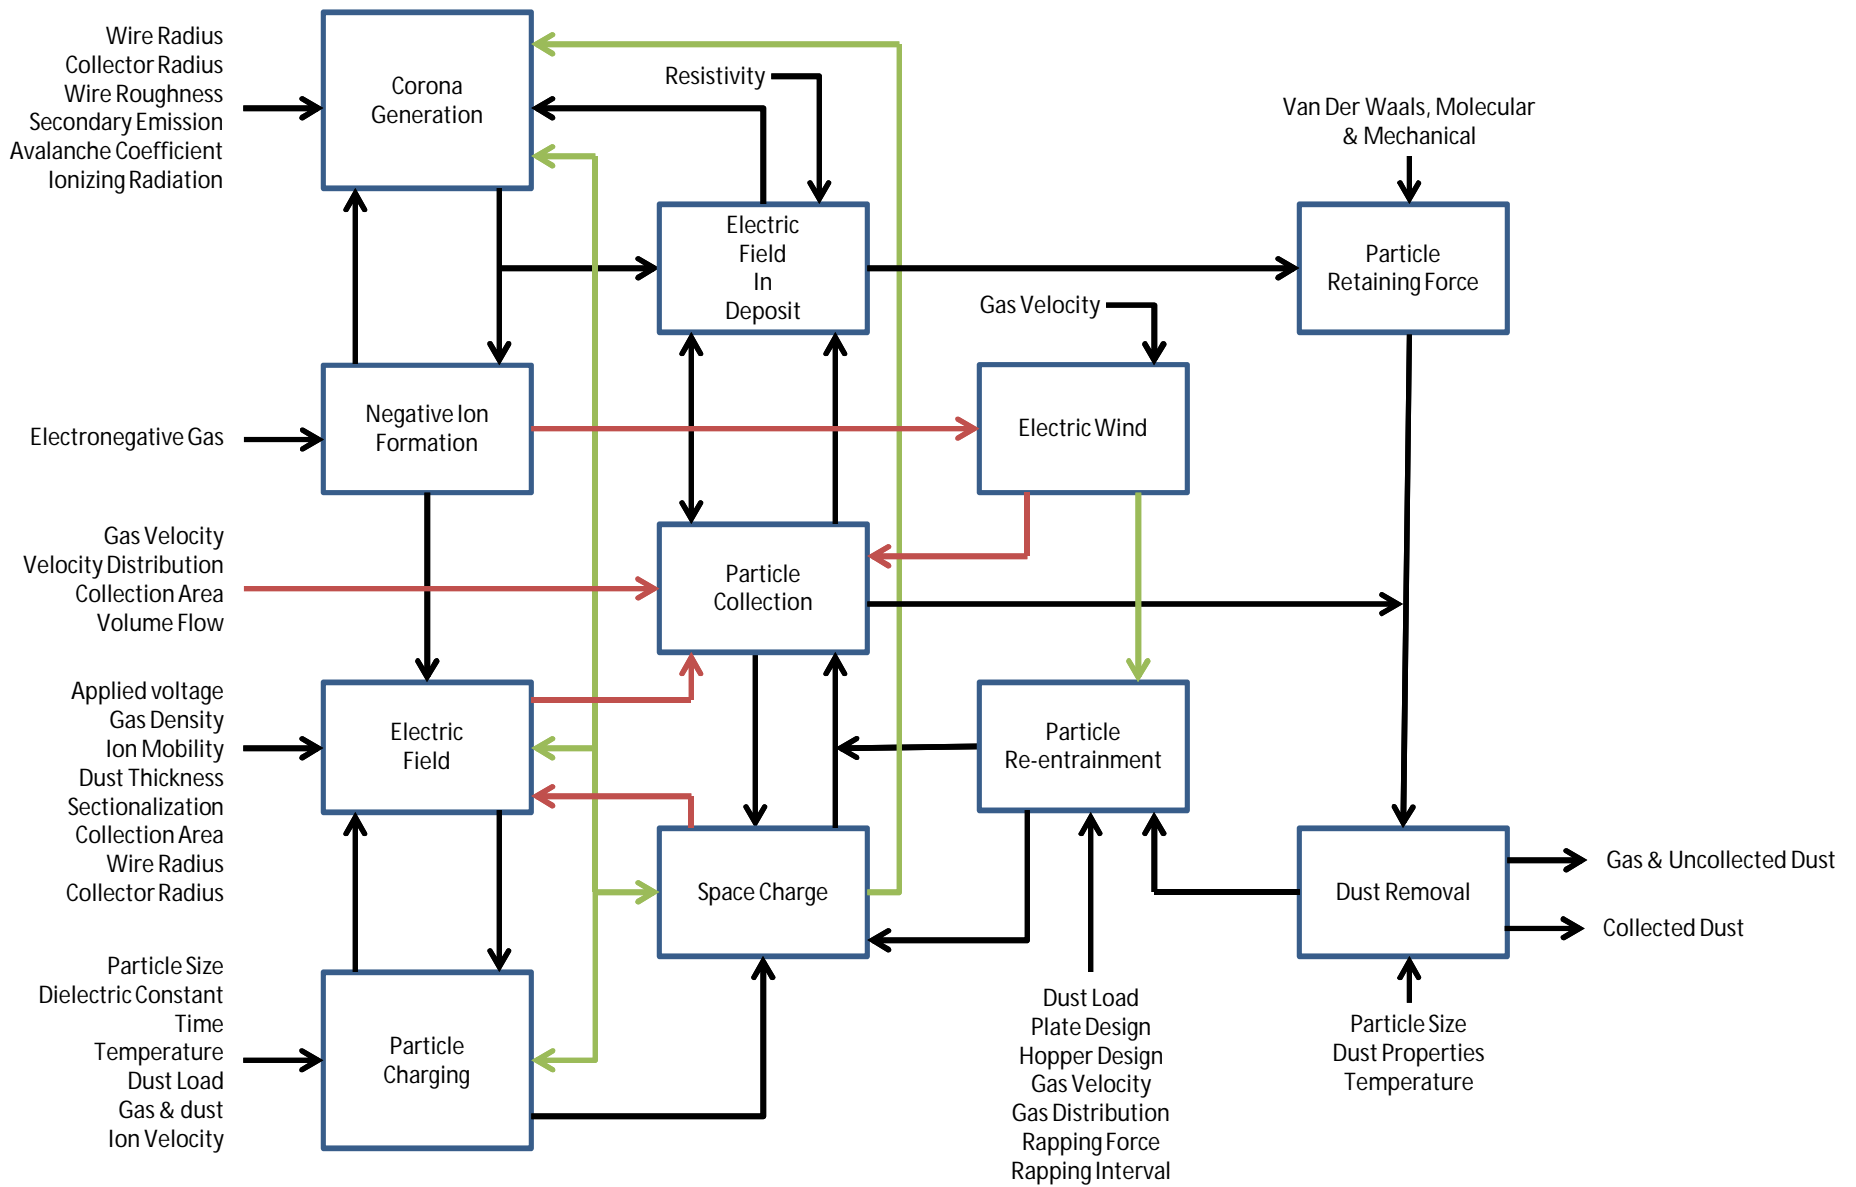 Wire Radius
Collector Radius
Wire Roughness
Secondary Emission
Avalanche Coefficient
Ionizing Radiation
Corona
Generation
Resistivity
Van Der Waals, Molecular
& Mechanical
Electric
Field
In
Deposit
Particle
Retaining Force
Gas Velocity
Electronegative Gas
Negative Ion
Formation
Electric Wind
Gas Velocity
Velocity Distribution
Collection Area
Volume Flow
Particle
Collection
Applied voltage
Gas Density
Ion Mobility
Dust Thickness
Sectionalization
Collection Area
Wire Radius
Collector Radius
Electric
Field
Particle
Re-entrainment
Space Charge
Dust Removal
Gas & Uncollected Dust
Collected Dust
Particle Size
Dielectric Constant
Time
Temperature
Dust Load
Gas & dust
Ion Velocity
Particle
Charging
Dust Load
Plate Design
Hopper Design
Gas Velocity
Gas Distribution
Rapping Force
Rapping Interval
Particle Size
Dust Properties
Temperature